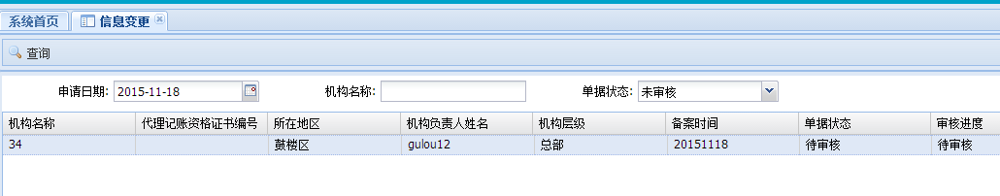 系统首页 信息变更
查询
申请日期: 2015-11-18 机构名称: 单据状态: 未审核
机构名称 代理记账资格证书编号 所在地区 机构负责人姓名 机构层级 备案时间 单据状态 审核进度
34 鼓楼区 gulou12 总部 20151118 待审核 待审核